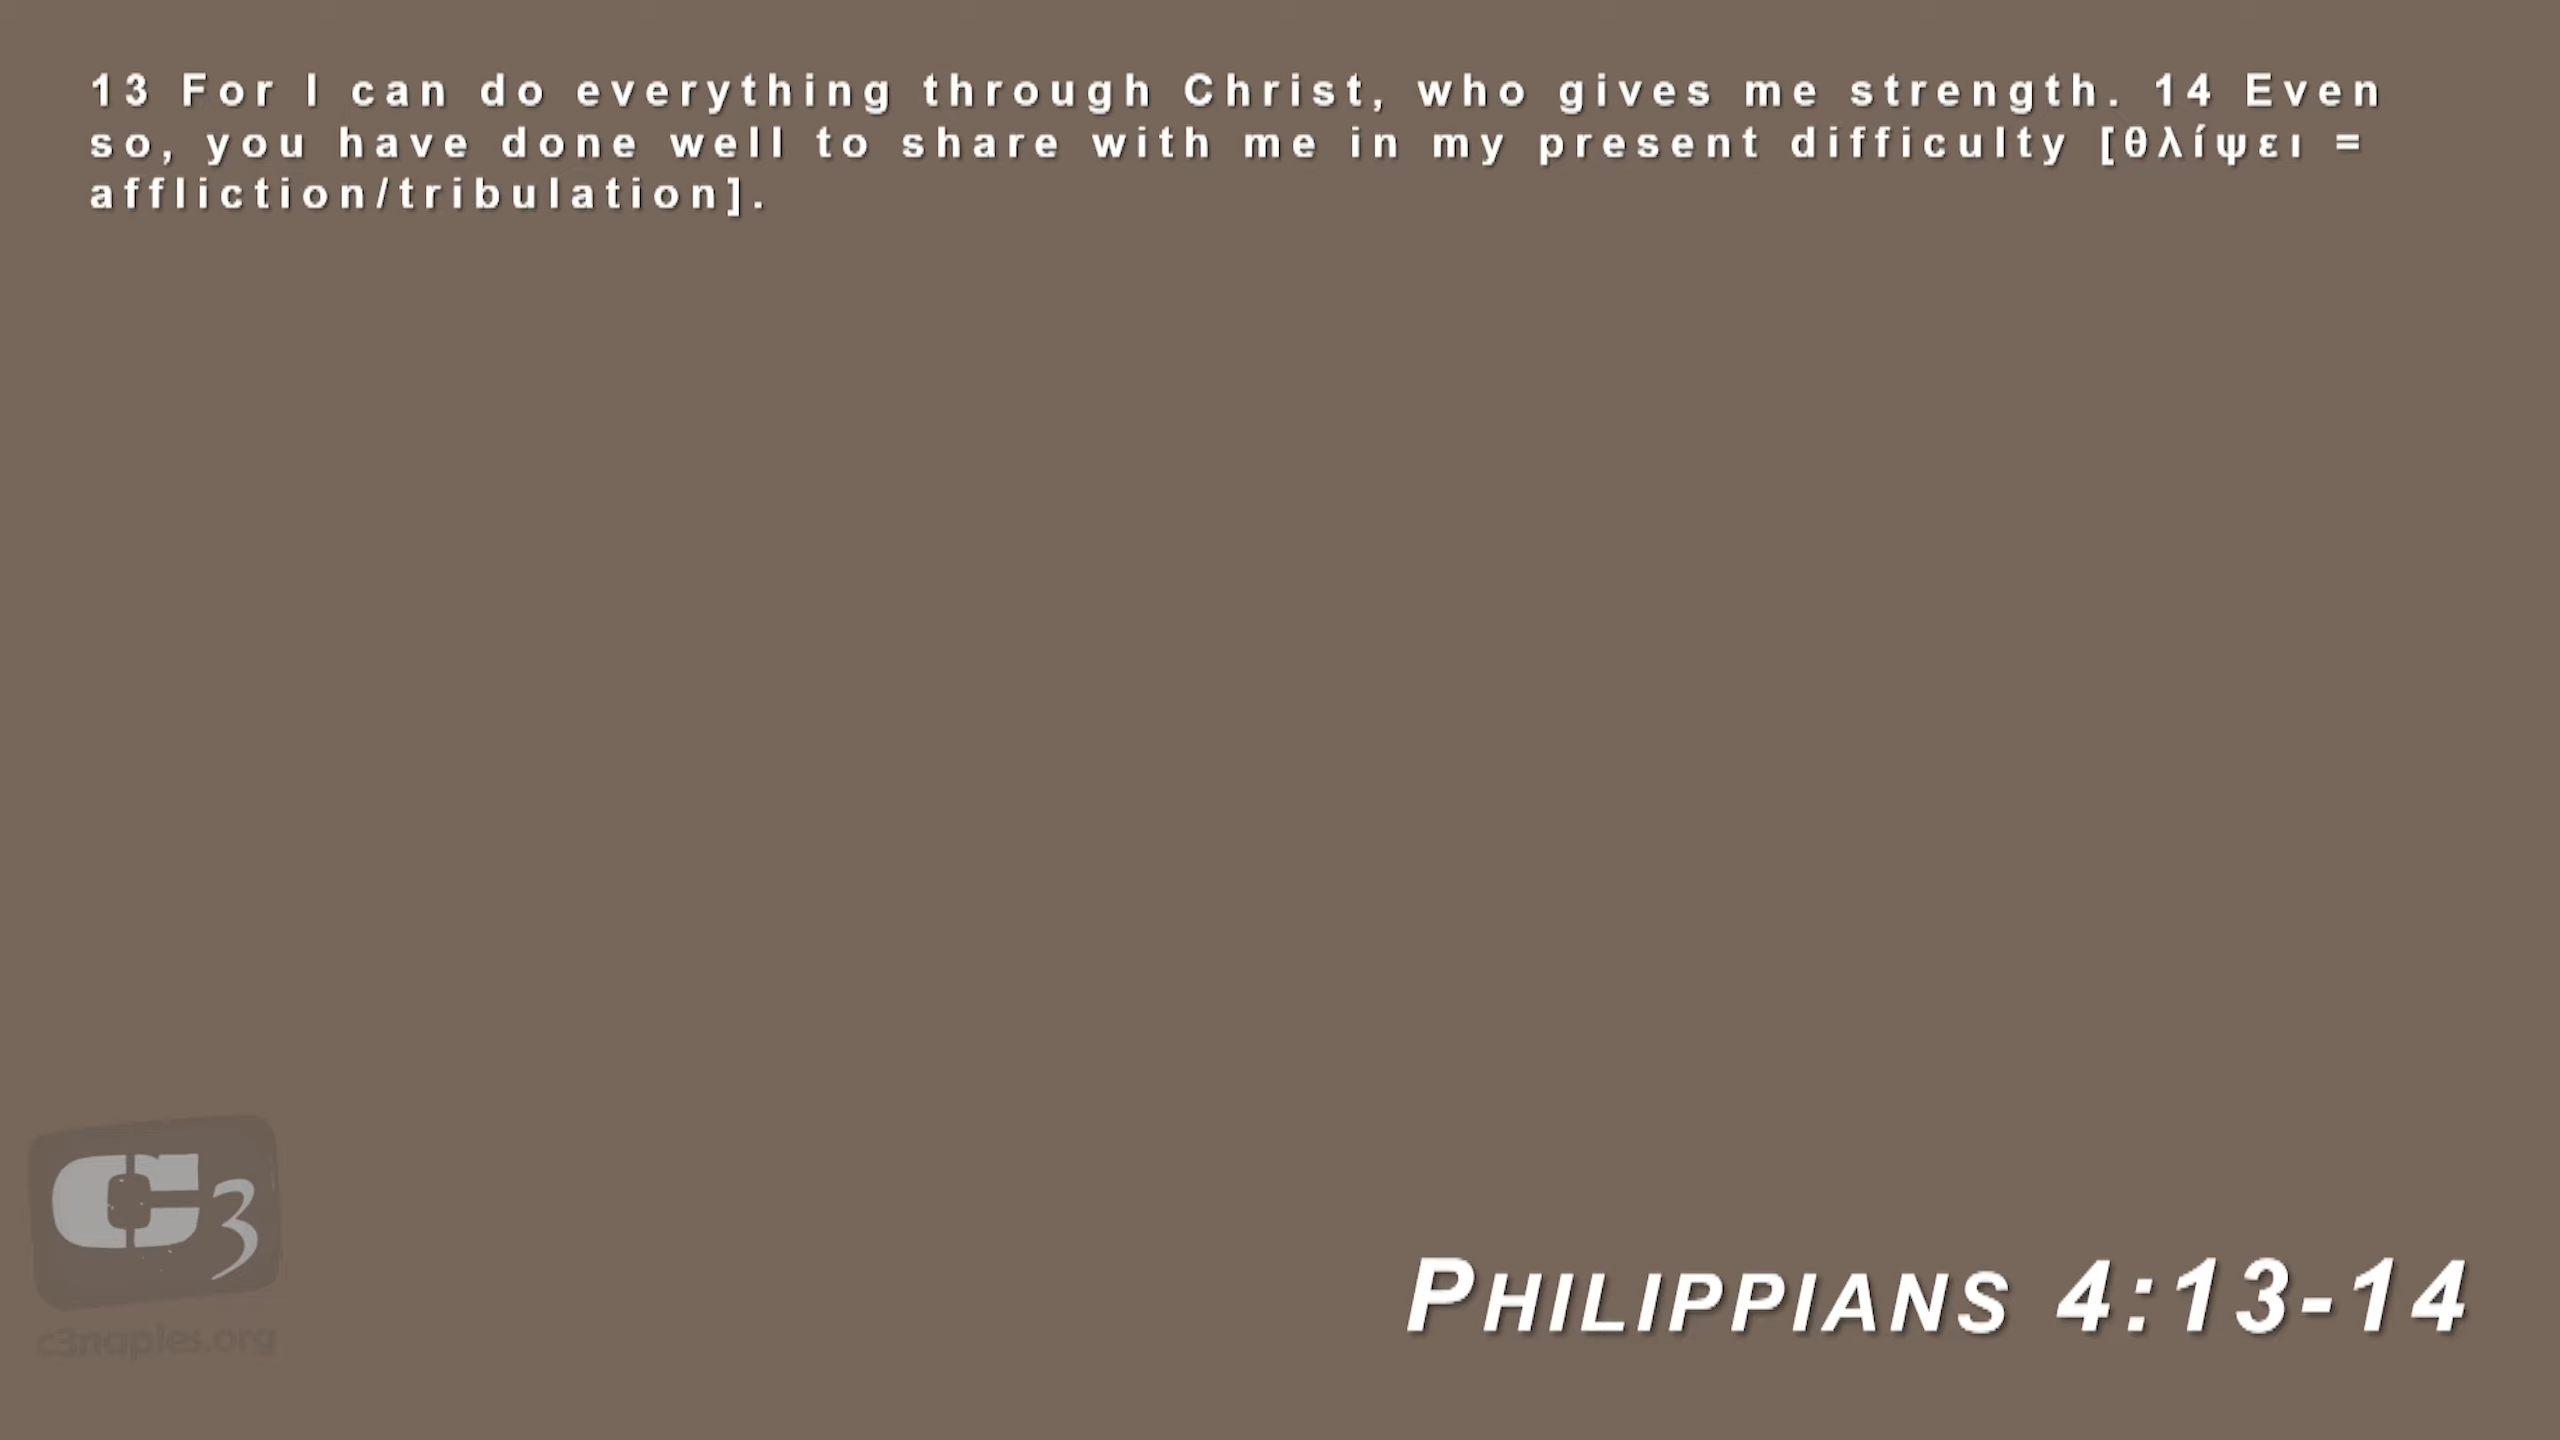 13 For I can do everything through Christ, who gives me strength. 14 Even
so, you have done well to share with me in my present difficulty [θλίψει =
affliction/tribulation].
C3
c3naples.org
PHILIPPIANS 4:13-14